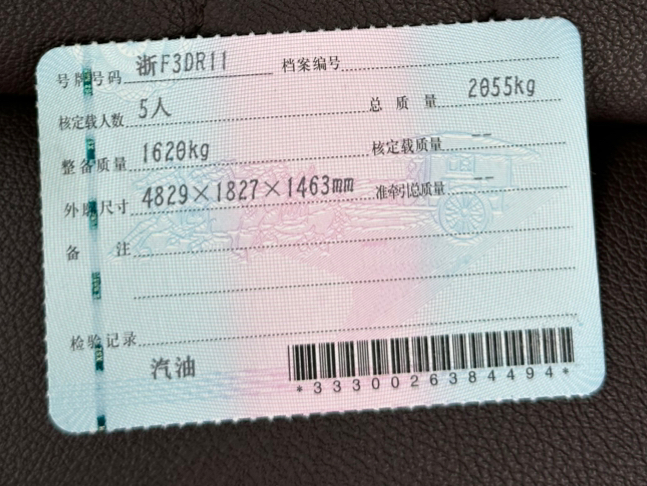 号牌号码 浙F3DR11 档案编号
核定载人数 5人 总质量 2055kg
整备质量 1620kg 核定载质量 --
外廓尺寸 4829×1827×1463mm 准牵引总质量 --
备注
检验记录
汽油
*3330026384494*